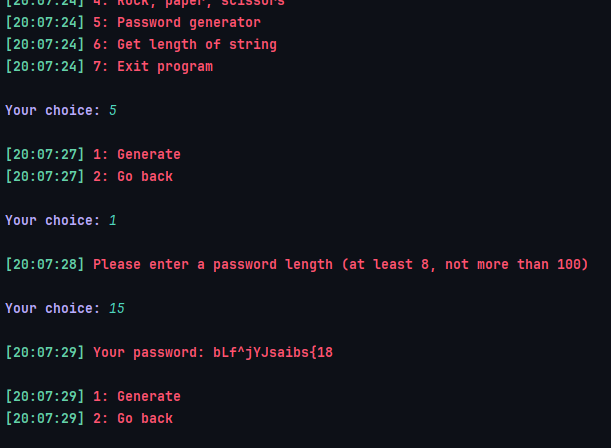 [20:07:24] 4: Rock, paper, scissors
[20:07:24] 5: Password generator
[20:07:24] 6: Get length of string
[20:07:24] 7: Exit program
Your choice: 5
[20:07:27] 1: Generate
[20:07:27] 2: Go back
Your choice: 1
[20:07:28] Please enter a password length (at least 8, not more than 100)
Your choice: 15
[20:07:29] Your password: bLf^jYJsaibs{18
[20:07:29] 1: Generate
[20:07:29] 2: Go back